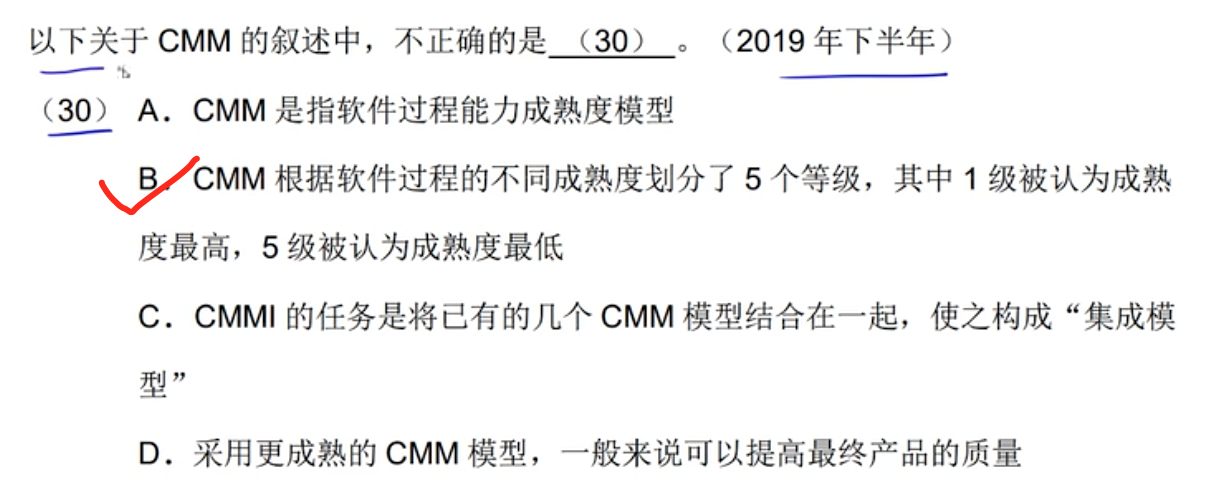 以下关于 CMM 的叙述中，不正确的是 （30） 。（2019 年下半年）
（30） A．CMM 是指软件过程能力成熟度模型
B．CMM 根据软件过程的不同成熟度划分了 5 个等级，其中 1 级被认为成熟
度最高，5 级被认为成熟度最低
C．CMMI 的任务是将已有的几个 CMM 模型结合在一起，使之构成“集成模
型”
D．采用更成熟的 CMM 模型，一般来说可以提高最终产品的质量